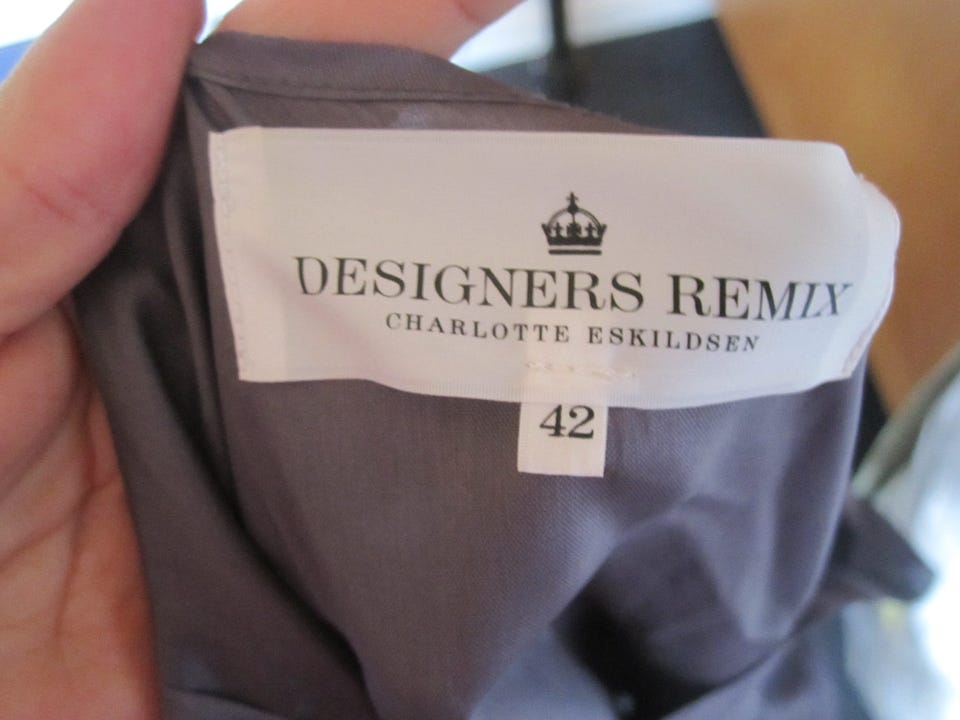 DESIGNERS REMIX
CHARLOTTE ESKILDSEN
42